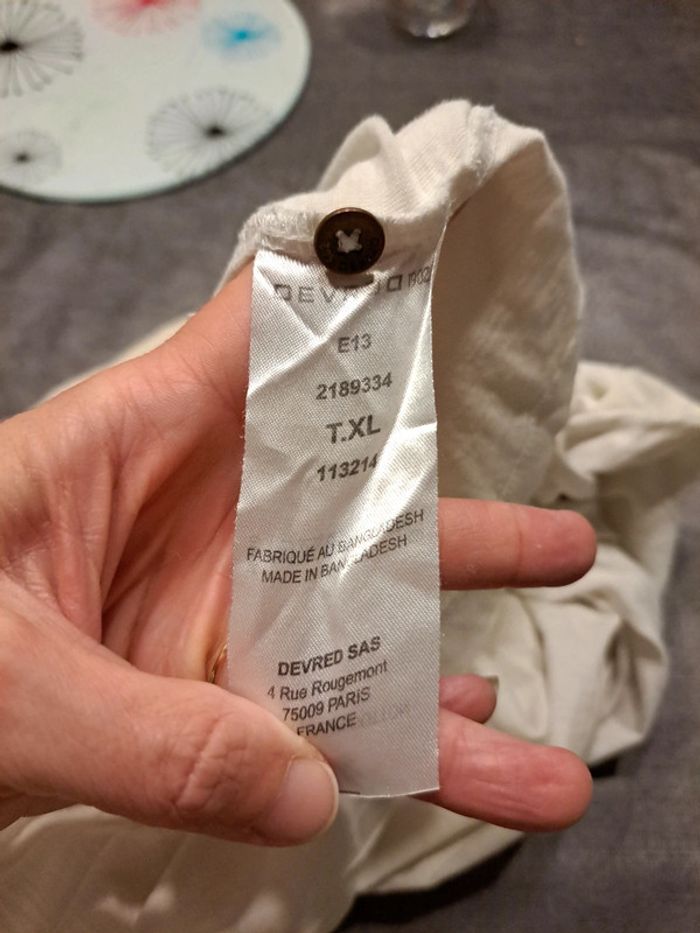 DEVRED 1902
E13
2189334
T.XL
113214
FABRIQUÉ AU BANGLADESH
MADE IN BANGLADESH
DEVRED SAS
4 Rue Rougemont
75009 PARIS
FRANCE